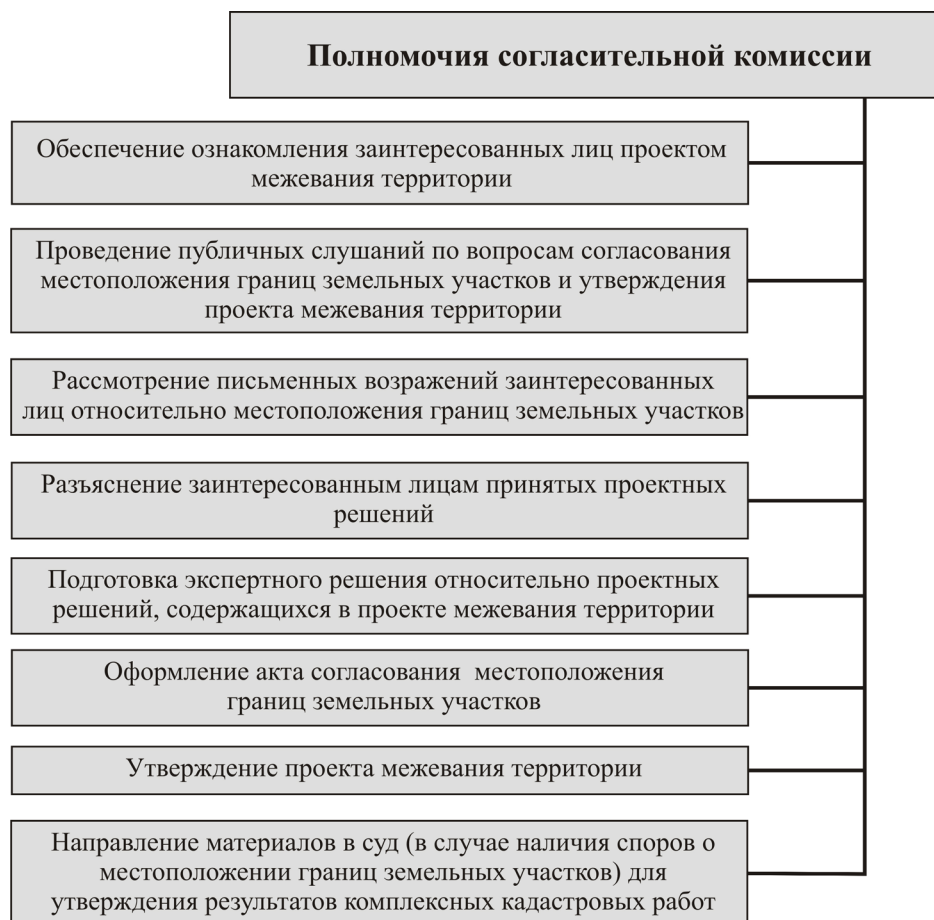 Полномочия согласительной комиссии
Обеспечение ознакомления заинтересованных лиц проектом
межевания территории
Проведение публичных слушаний по вопросам согласования
местоположения границ земельных участков и утверждения
проекта межевания территории
Рассмотрение письменных возражений заинтересованных
лиц относительно местоположения границ земельных участков
Разъяснение заинтересованным лицам принятых проектных
решений
Подготовка экспертного решения относительно проектных
решений, содержащихся в проекте межевания территории
Оформление акта согласования местоположения
границ земельных участков
Утверждение проекта межевания территории
Направление материалов в суд (в случае наличия споров о
местоположении границ земельных участков) для
утверждения результатов комплексных кадастровых работ